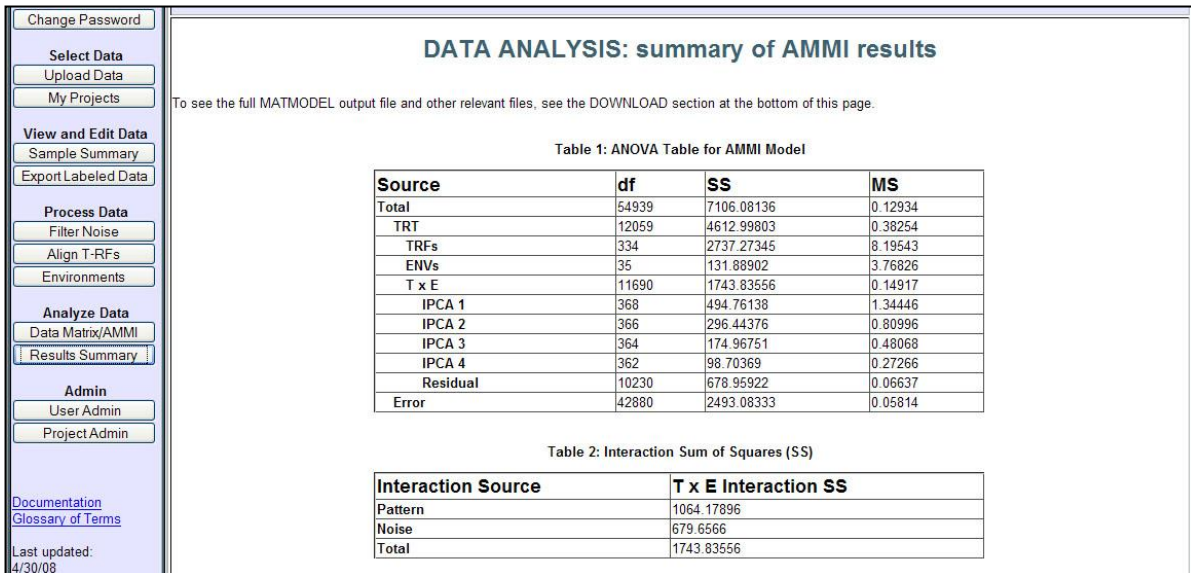 Change Password
Select Data
Upload Data
My Projects
View and Edit Data
Sample Summary
Export Labeled Data
Process Data
Filter Noise
Align T-RFs
Environments
Analyze Data
Data Matrix/AMMI
Results Summary
Admin
User Admin
Project Admin
Documentation
Glossary of Terms
Last updated:
4/30/08
DATA ANALYSIS: summary of AMMI results
To see the full MATMODEL output file and other relevant files, see the DOWNLOAD section at the bottom of this page.
Table 1: ANOVA Table for AMMI Model
Source df SS MS
Total 54939 7106.08136 0.12934
TRT 12059 4612.99803 0.38254
TRFs 334 2737.27345 8.19543
ENVs 35 131.88902 3.76826
T x E 11690 1743.83556 0.14917
IPCA 1 368 494.76138 1.34446
IPCA 2 366 296.44376 0.80996
IPCA 3 364 174.96751 0.48068
IPCA 4 362 98.70369 0.27266
Residual 10230 678.95922 0.06637
Error 42880 2493.08333 0.05814
Table 2: Interaction Sum of Squares (SS)
Interaction Source T x E Interaction SS
Pattern 1064.17896
Noise 679.6566
Total 1743.83556